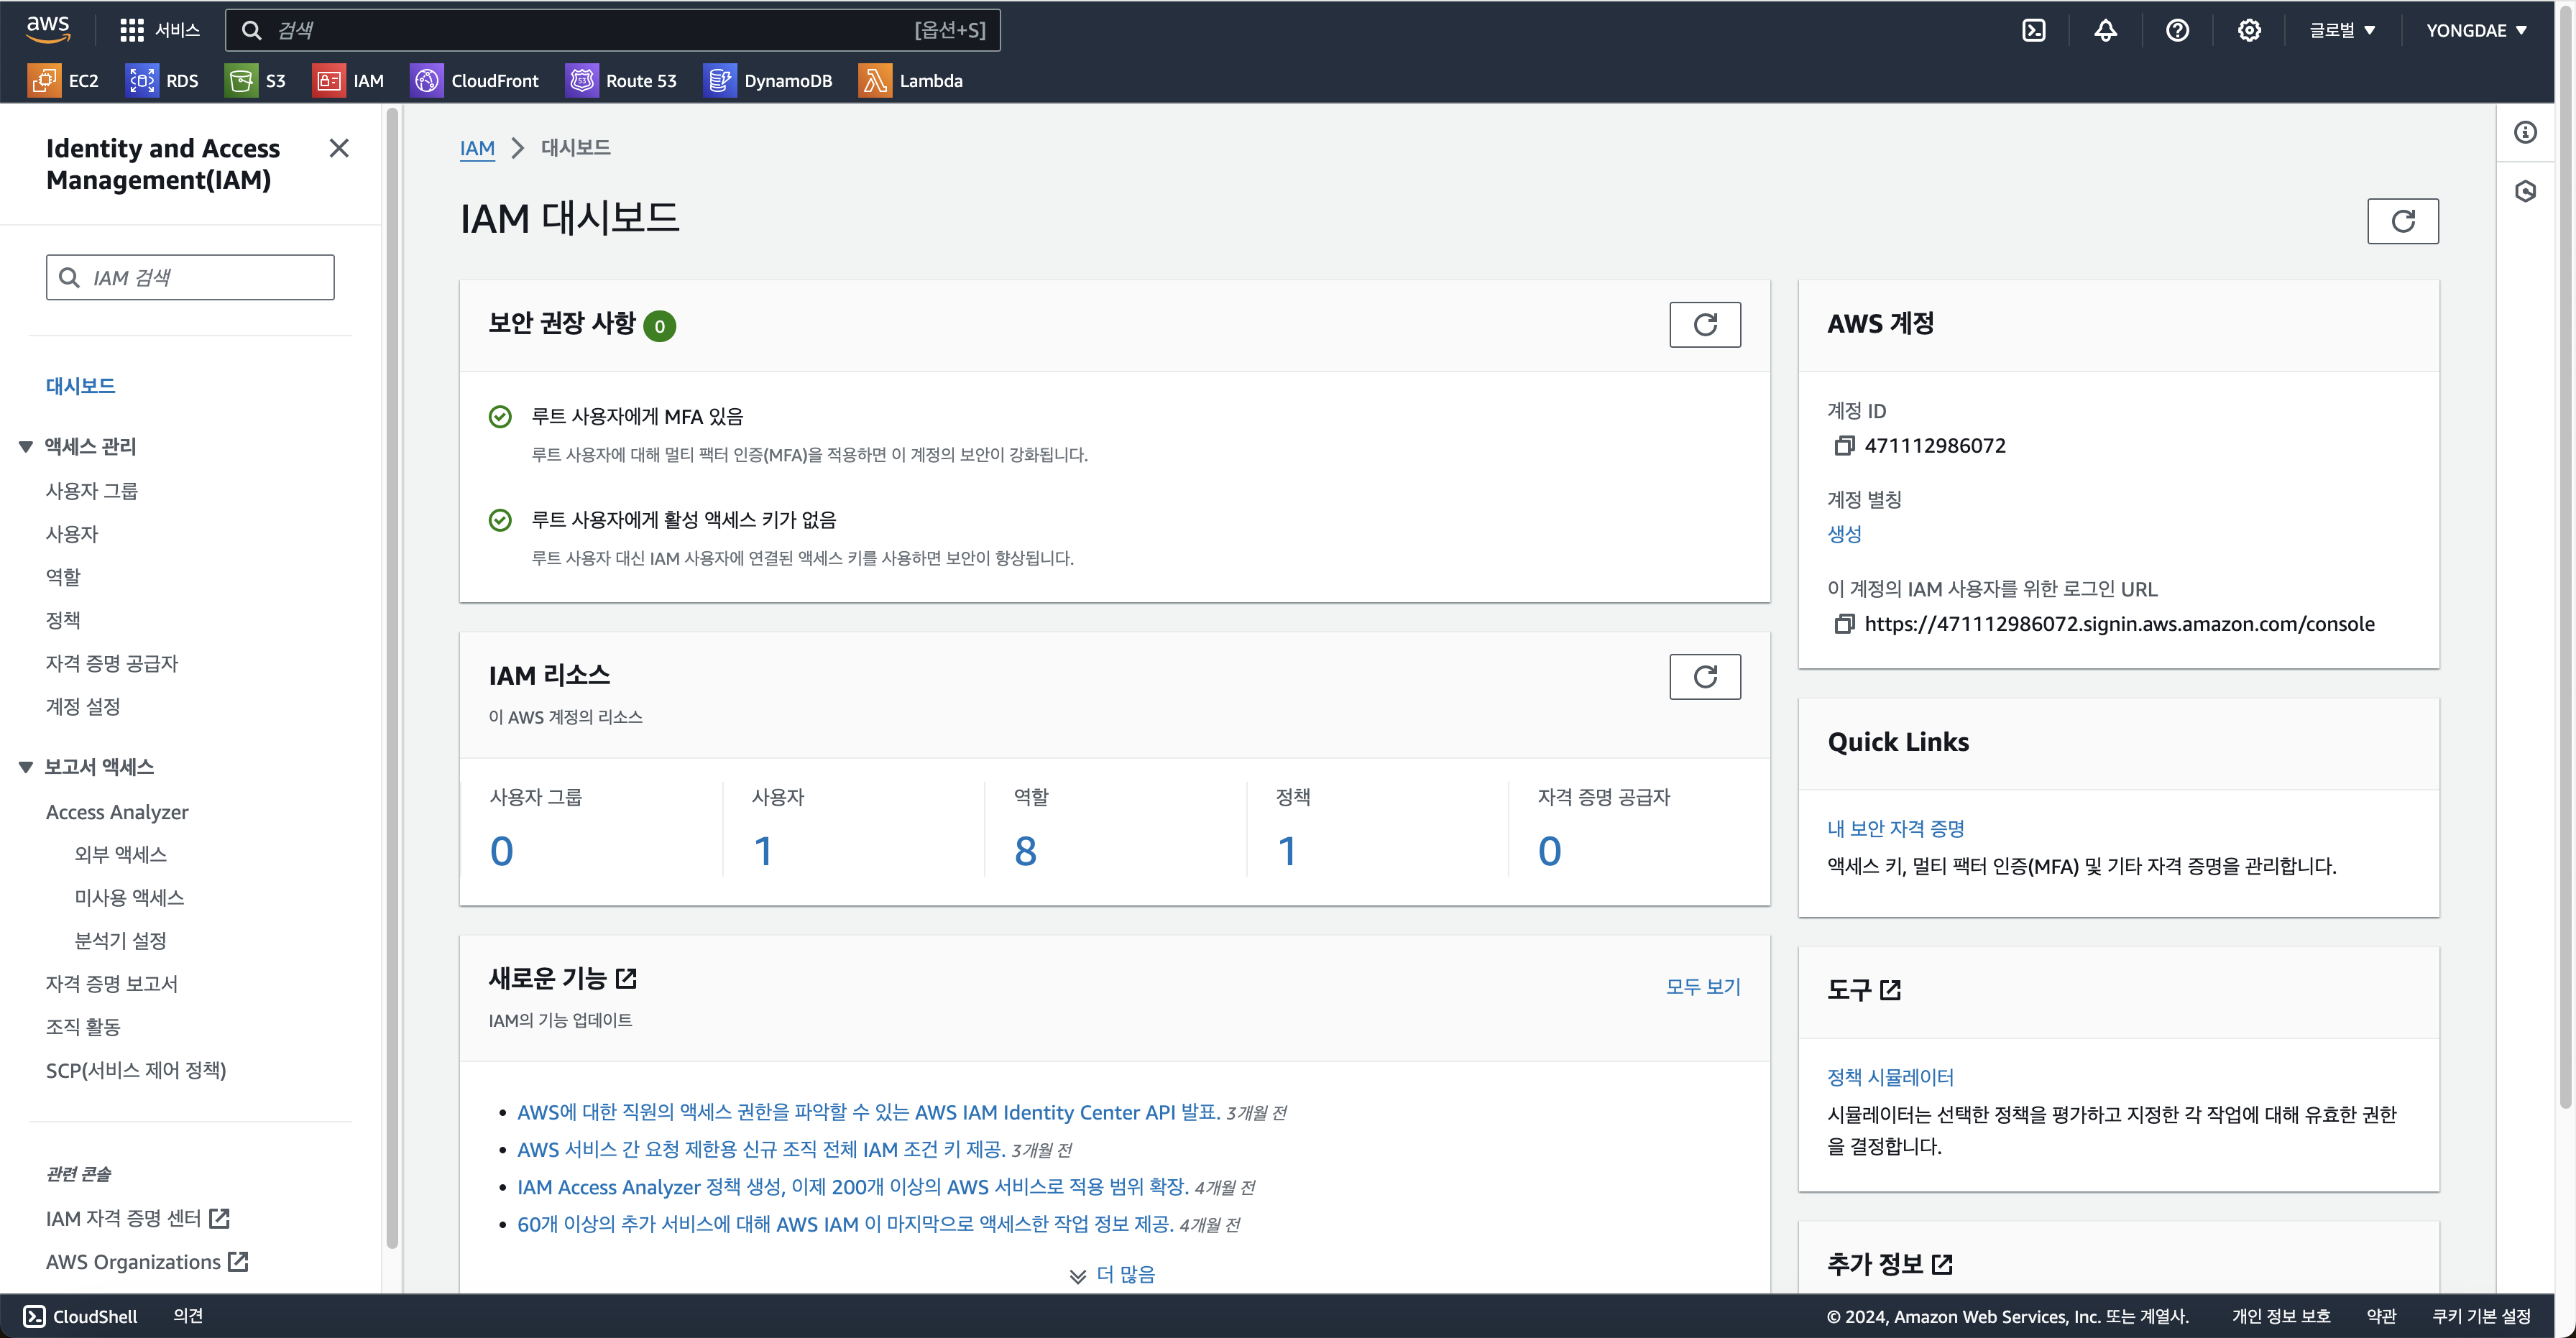 aws
서비스
검색
[옵션+S]
글로벌
YONGDAE
EC2
RDS
S3
IAM
CloudFront
Route 53
DynamoDB
Lambda
Identity and Access
Management(IAM)
IAM 검색
대시보드
액세스 관리
사용자 그룹
사용자
역할
정책
자격 증명 공급자
계정 설정
보고서 액세스
Access Analyzer
외부 액세스
미사용 액세스
분석기 설정
자격 증명 보고서
조직 활동
SCP(서비스 제어 정책)
관련 콘솔
IAM 자격 증명 센터
AWS Organizations
IAM
대시보드
IAM 대시보드
보안 권장 사항 0
루트 사용자에게 MFA 있음
루트 사용자에 대해 멀티 팩터 인증(MFA)을 적용하면 이 계정의 보안이 강화됩니다.
루트 사용자에게 활성 액세스 키가 없음
루트 사용자 대신 IAM 사용자에 연결된 액세스 키를 사용하면 보안이 향상됩니다.
IAM 리소스
이 AWS 계정의 리소스
사용자 그룹
0
사용자
1
역할
8
정책
1
자격 증명 공급자
0
새로운 기능
모두 보기
IAM의 기능 업데이트
• AWS에 대한 직원의 액세스 권한을 파악할 수 있는 AWS IAM Identity Center API 발표. 3개월 전
• AWS 서비스 간 요청 제한용 신규 조직 전체 IAM 조건 키 제공. 3개월 전
• IAM Access Analyzer 정책 생성, 이제 200개 이상의 AWS 서비스로 적용 범위 확장. 4개월 전
• 60개 이상의 추가 서비스에 대해 AWS IAM 이 마지막으로 액세스한 작업 정보 제공. 4개월 전
더 많음
AWS 계정
계정 ID
471112986072
계정 별칭
생성
이 계정의 IAM 사용자를 위한 로그인 URL
https://471112986072.signin.aws.amazon.com/console
Quick Links
내 보안 자격 증명
액세스 키, 멀티 팩터 인증(MFA) 및 기타 자격 증명을 관리합니다.
도구
정책 시뮬레이터
시뮬레이터는 선택한 정책을 평가하고 지정한 각 작업에 대해 유효한 권한
을 결정합니다.
추가 정보
CloudShell
의견
© 2024, Amazon Web Services, Inc. 또는 계열사.
개인 정보 보호
약관
쿠키 기본 설정